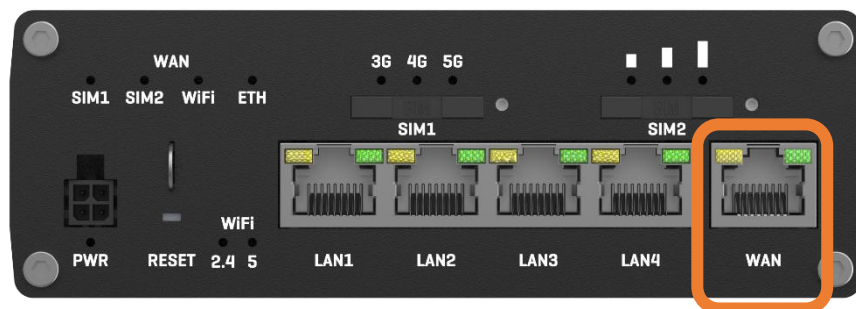 WAN
SIM1 SIM2 WiFi ETH
3G 4G 5G
SIM1
SIM2
WiFi
PWR RESET 2.4 5 LAN1 LAN2 LAN3 LAN4 WAN